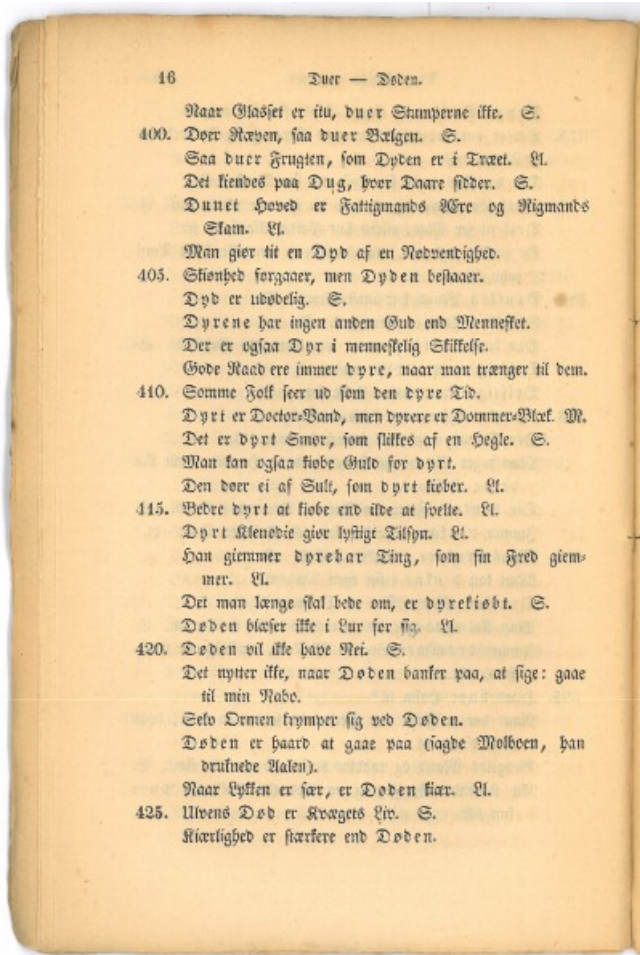 16 Duer — Døden.
Naar Glasset er itu, duer Stumperne ikke. S.
400. Doer Ræven, saa duer Bælgen. S.
Saa duer Frugten, som Dyden er i Træet. Ll.
Det kiendes paa Dug, hvor Daare sidder. S.
Dunet Hoved er Fattigmands Ære og Rigmands
Skam. Ll.
Man giør tit en Dyd af en Nødvendighed.
405. Skiønhed forgaaer, men Dyden bestaaer.
Dyd er udødelig. S.
Dyrene har ingen anden Gud end Mennesket.
Der er ogsaa Dyr i menneskelig Skikkelse.
Gode Raad ere immer dyre, naar man trænger til dem.
410. Somme Folk seer ud som den dyre Tid.
Dyrt er Doctor-Vand, men dyrere er Dommer-Blæk. M.
Det er dyrt Smør, som slikkes af en Hegle. S.
Man kan ogsaa kiøbe Guld for dyrt.
Den døer ei af Sult, som dyrt kiøber. Ll.
415. Bedre dyrt at kiøbe end ilde at svelte. Ll.
Dyrt Klenodie giør lystigt Tilsyn. Ll.
Han giemmer dyrebar Ting, som sin Fred giem-
mer. Ll.
Det man længe skal bede om, er dyrekiøbt. S.
Døden blæser ikke i Lur for sig. Ll.
420. Døden vil ikke have Nei. S.
Det nytter ikke, naar Døden banker paa, at sige: gaae
til min Nabo.
Selv Ormen krymper sig ved Døden.
Døden er haard at gaae paa (sagde Molboen, han
druknede Aalen).
Naar Lykken er sær, er Døden kiær. Ll.
425. Ulvens Død er Kvægets Liv. S.
Kiærlighed er stærkere end Døden.